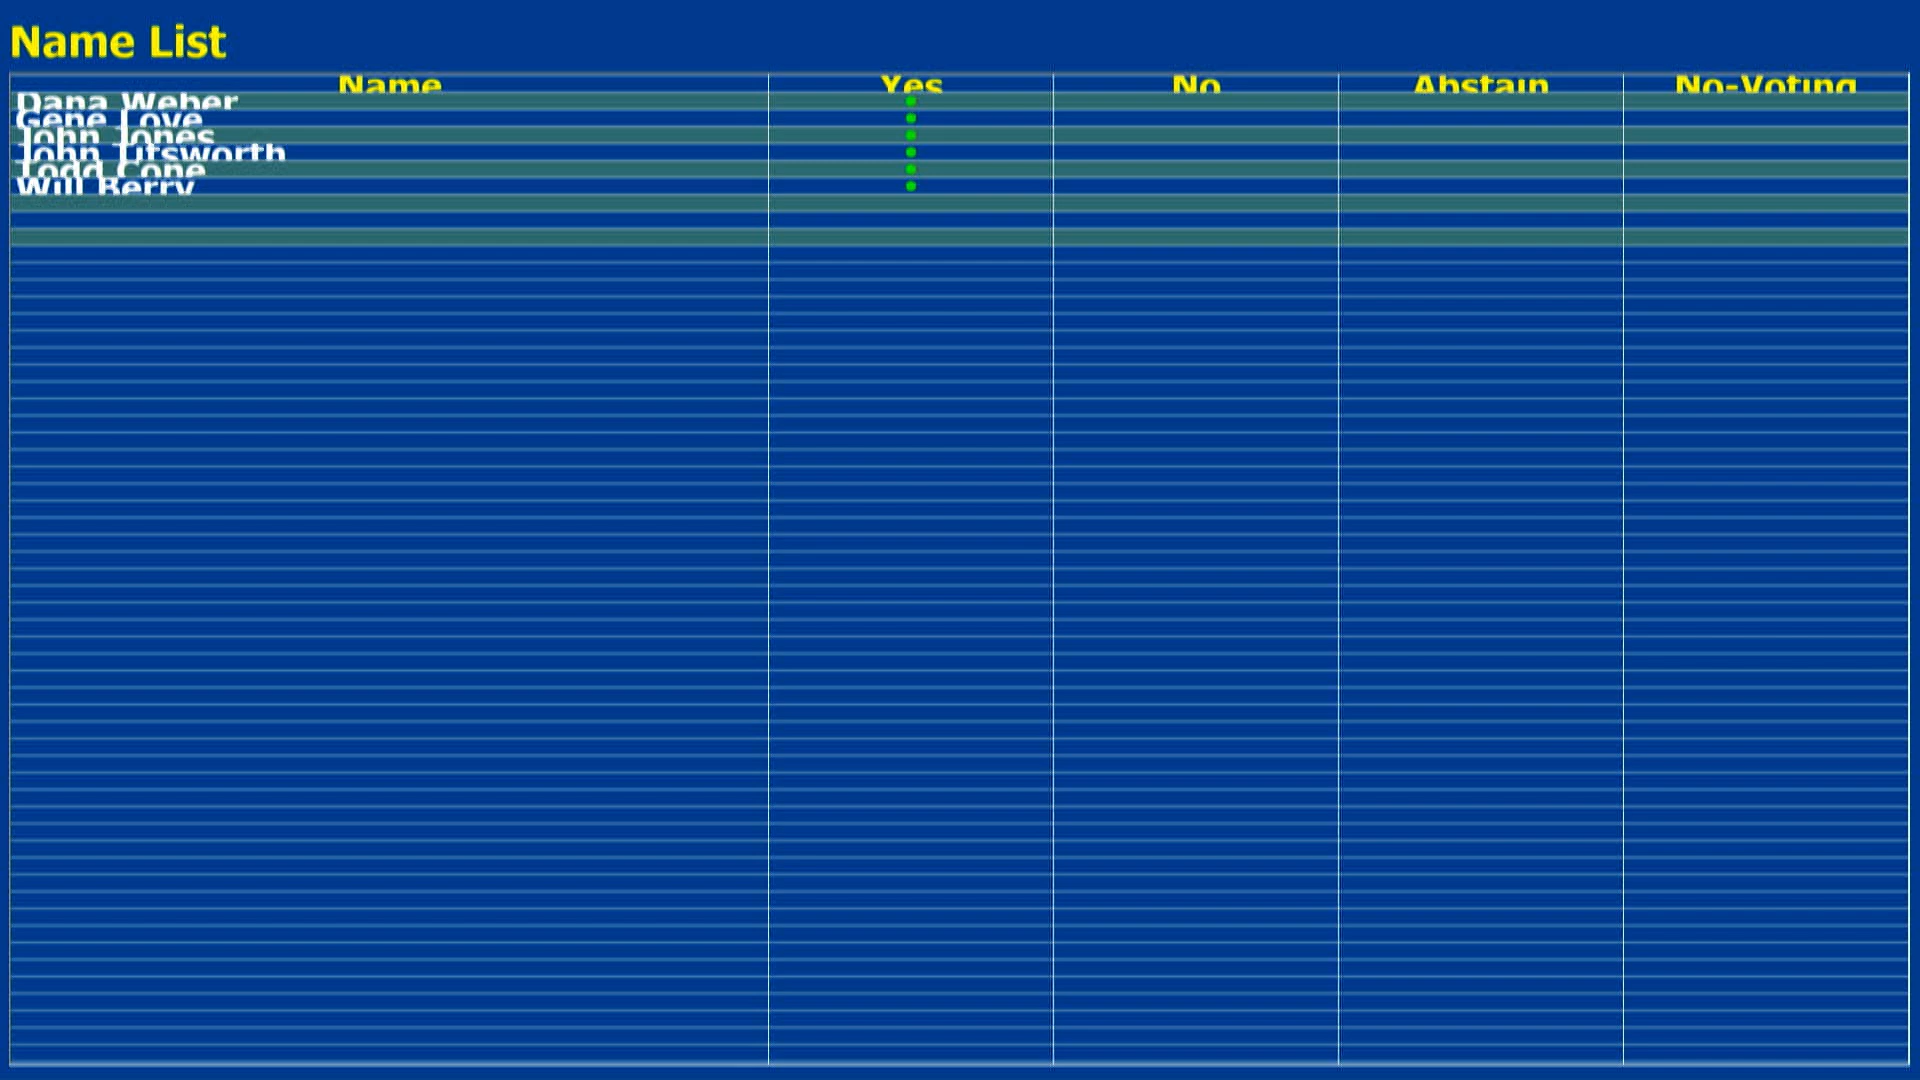 Name List
Name Yes No Abstain No-Voting
Dana Weber
Gene Love
John Jones
John Titsworth
Todd Cone
Will Berry